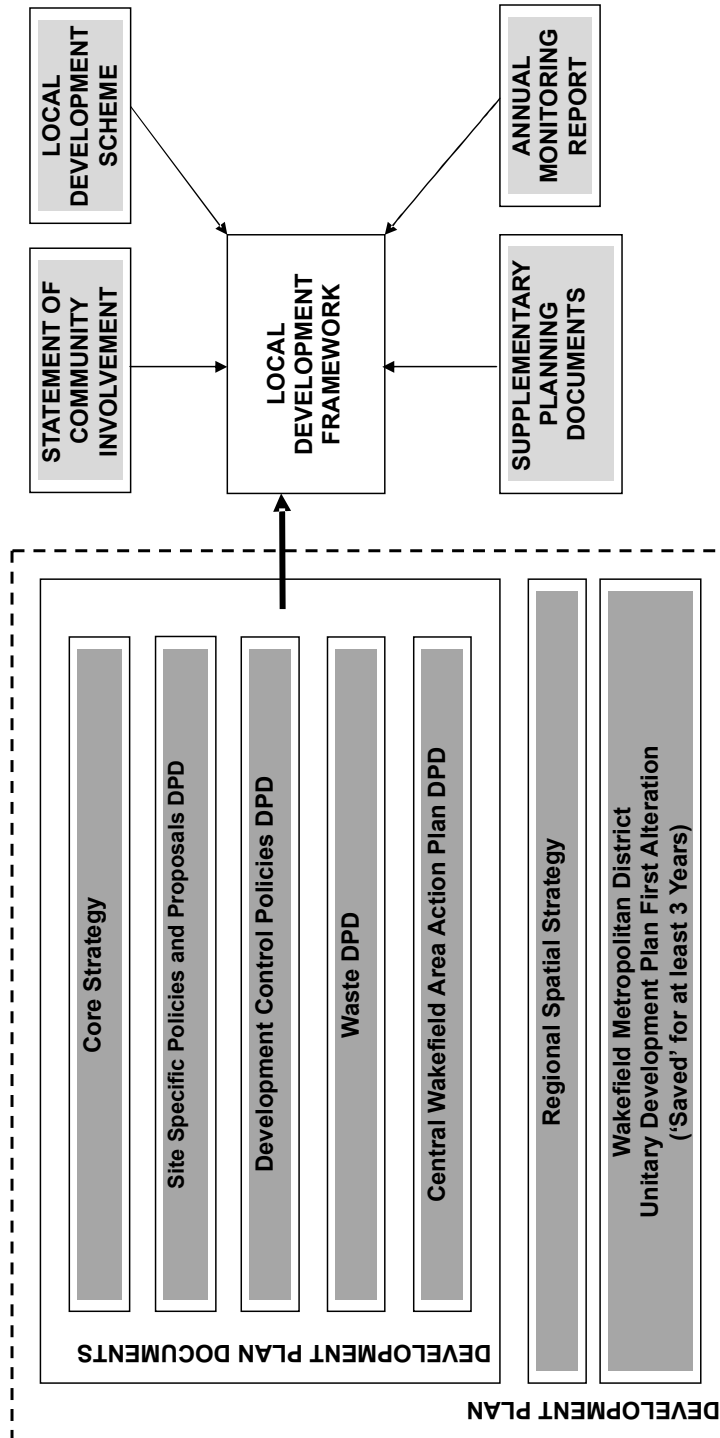 DEVELOPMENT PLAN
DEVELOPMENT PLAN DOCUMENTS
Core Strategy
Site Specific Policies and Proposals DPD
Development Control Policies DPD
Waste DPD
Central Wakefield Area Action Plan DPD
Regional Spatial Strategy
Wakefield Metropolitan District
Unitary Development Plan First Alteration
(‘Saved’ for at least 3 Years)
STATEMENT OF
COMMUNITY
INVOLVEMENT
LOCAL
DEVELOPMENT
SCHEME
LOCAL
DEVELOPMENT
FRAMEWORK
SUPPLEMENTARY
PLANNING
DOCUMENTS
ANNUAL
MONITORING
REPORT